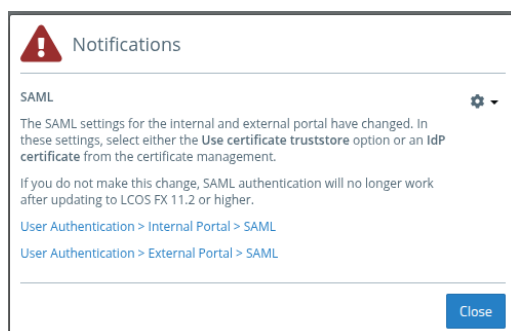 Notifications
SAML
The SAML settings for the internal and external portal have changed. In
these settings, select either the Use certificate truststore option or an IdP
certificate from the certificate management.
If you do not make this change, SAML authentication will no longer work
after updating to LCOS FX 11.2 or higher.
User Authentication > Internal Portal > SAML
User Authentication > External Portal > SAML
Close